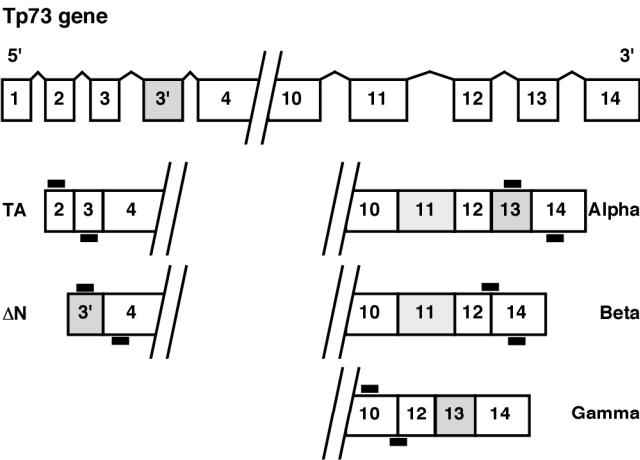 Tp73 gene
5' 3'
1 2 3 3' 4 10 11 12 13 14
TA 2 3 4 10 11 12 13 14 Alpha
ΔN 3' 4 10 11 12 14 Beta
10 12 13 14 Gamma